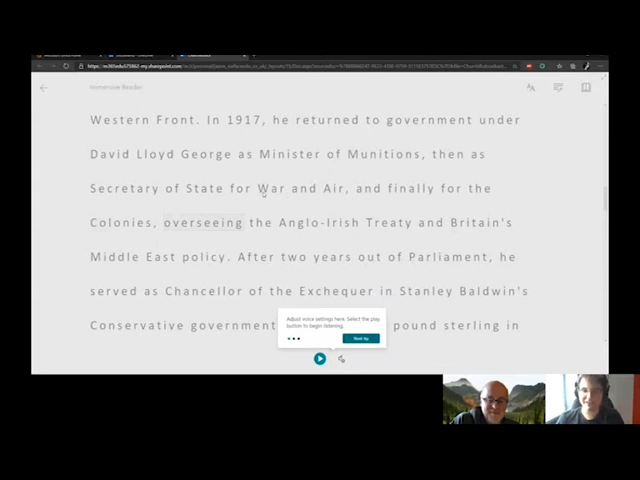 Immersive Reader
Western Front. In 1917, he returned to government under
David Lloyd George as Minister of Munitions, then as
Secretary of State for War and Air, and finally for the
Colonies, overseeing the Anglo-Irish Treaty and Britain's
Middle East policy. After two years out of Parliament, he
served as Chancellor of the Exchequer in Stanley Baldwin's
Conservative government pound sterling in
Adjust voice settings here. Select the play
button to begin listening.
Next tip